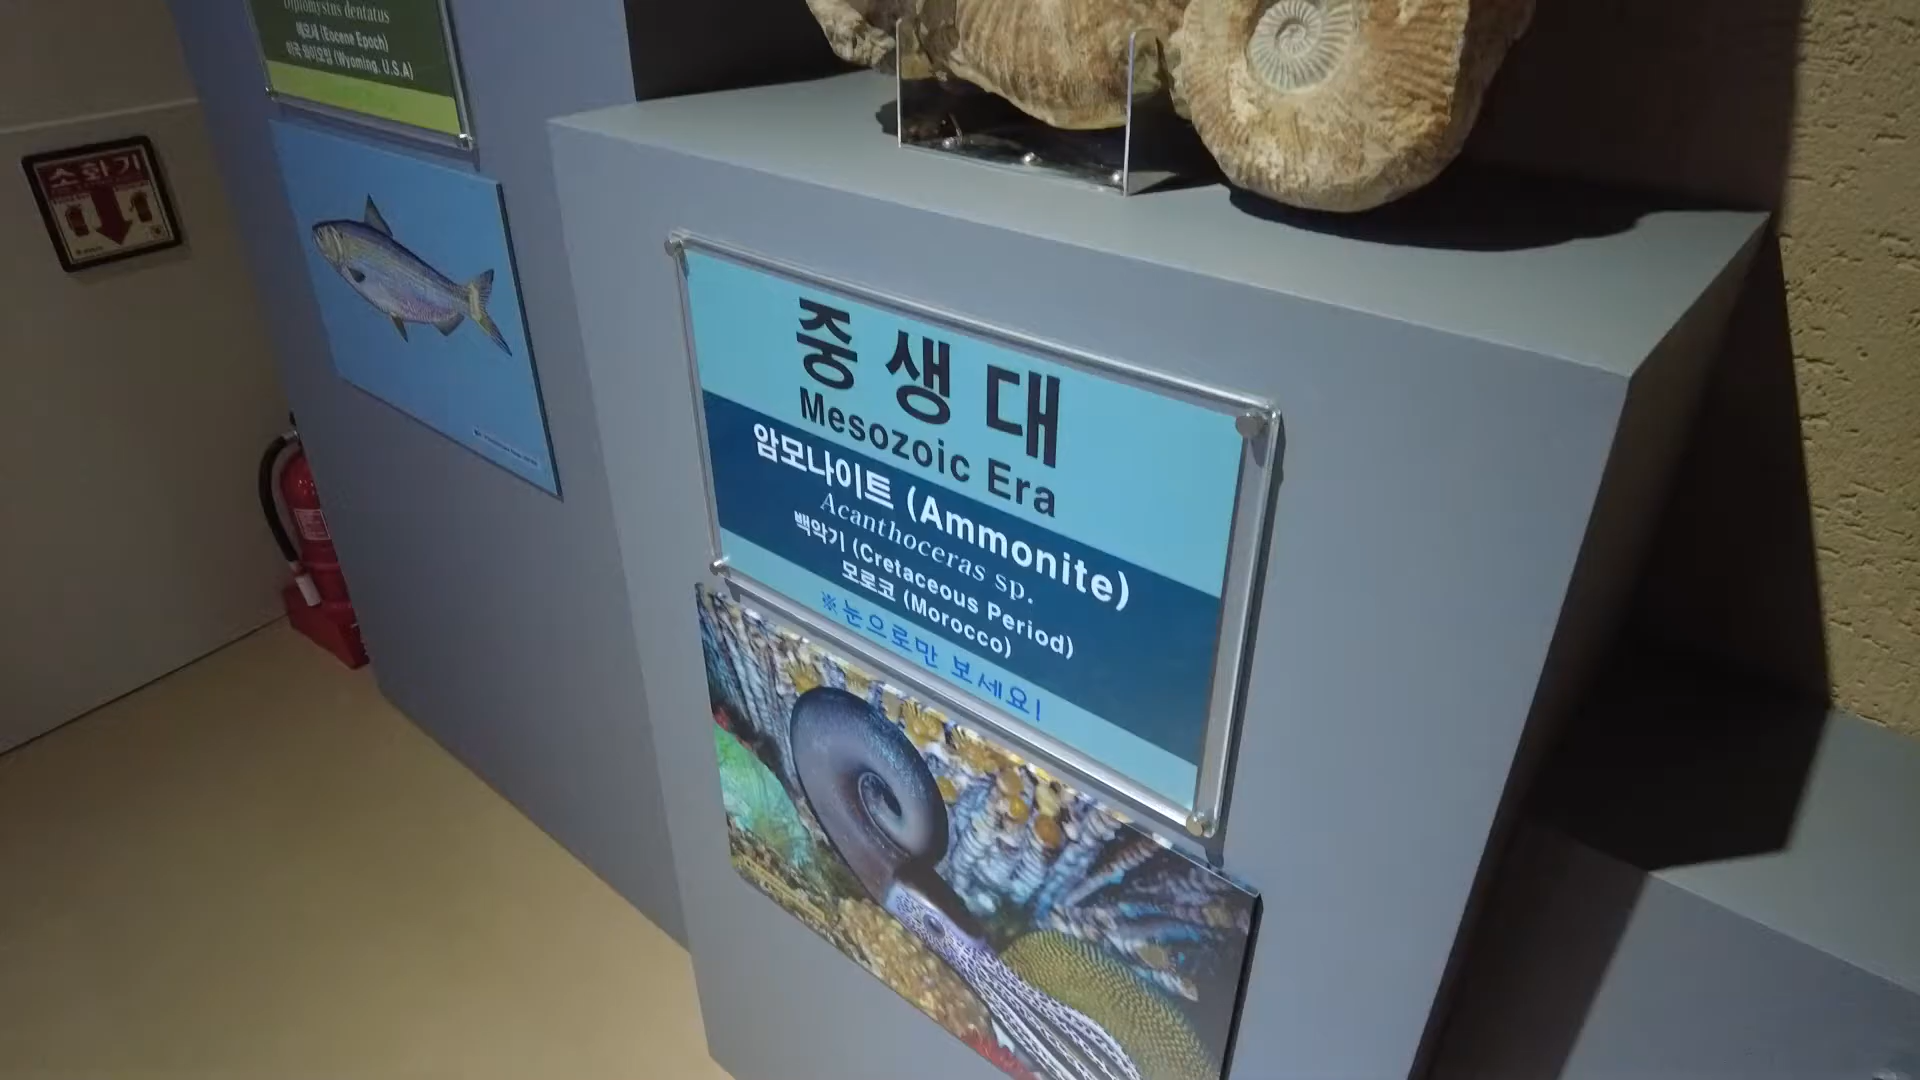 Diplomystus dentatus
에오세 (Eocene Epoch)
미국 와이오밍 (Wyoming, U.S.A)
소화기
중생대
Mesozoic Era
암모나이트 (Ammonite)
Acanthoceras sp.
백악기 (Cretaceous Period)
모로코 (Morocco)
※눈으로만 보세요!